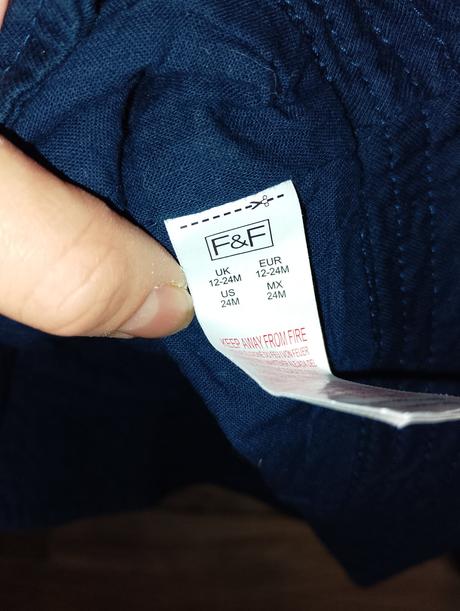 F&F
UK EUR
12-24M 12-24M
US MX
24M 24M
KEEP AWAY FROM FIRE